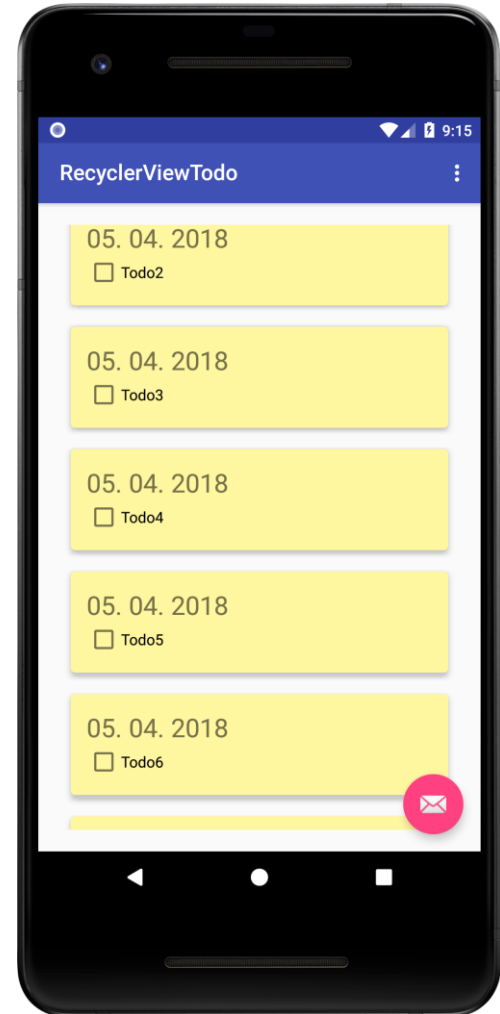 9:15
RecyclerViewTodo
05. 04. 2018
Todo2
05. 04. 2018
Todo3
05. 04. 2018
Todo4
05. 04. 2018
Todo5
05. 04. 2018
Todo6